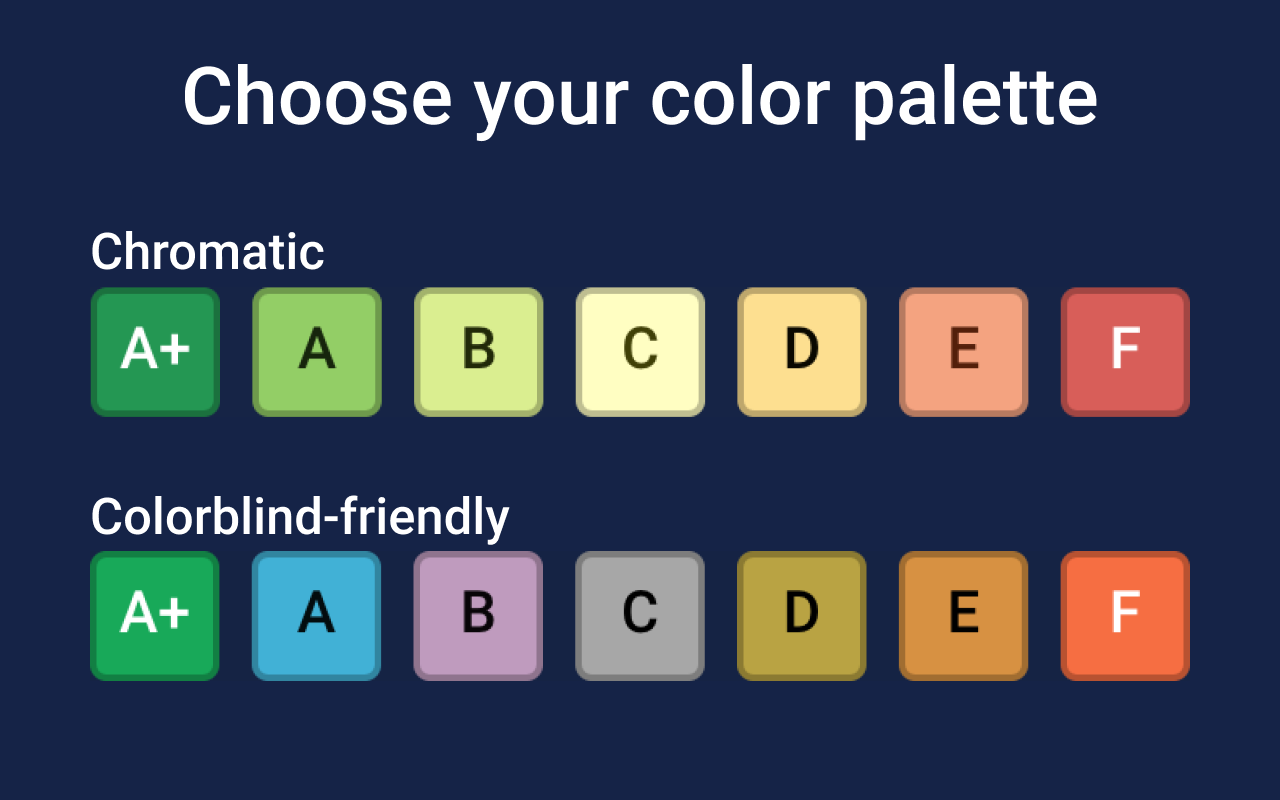 Choose your color palette
Chromatic
A+ A B C D E F
Colorblind-friendly
A+ A B C D E F